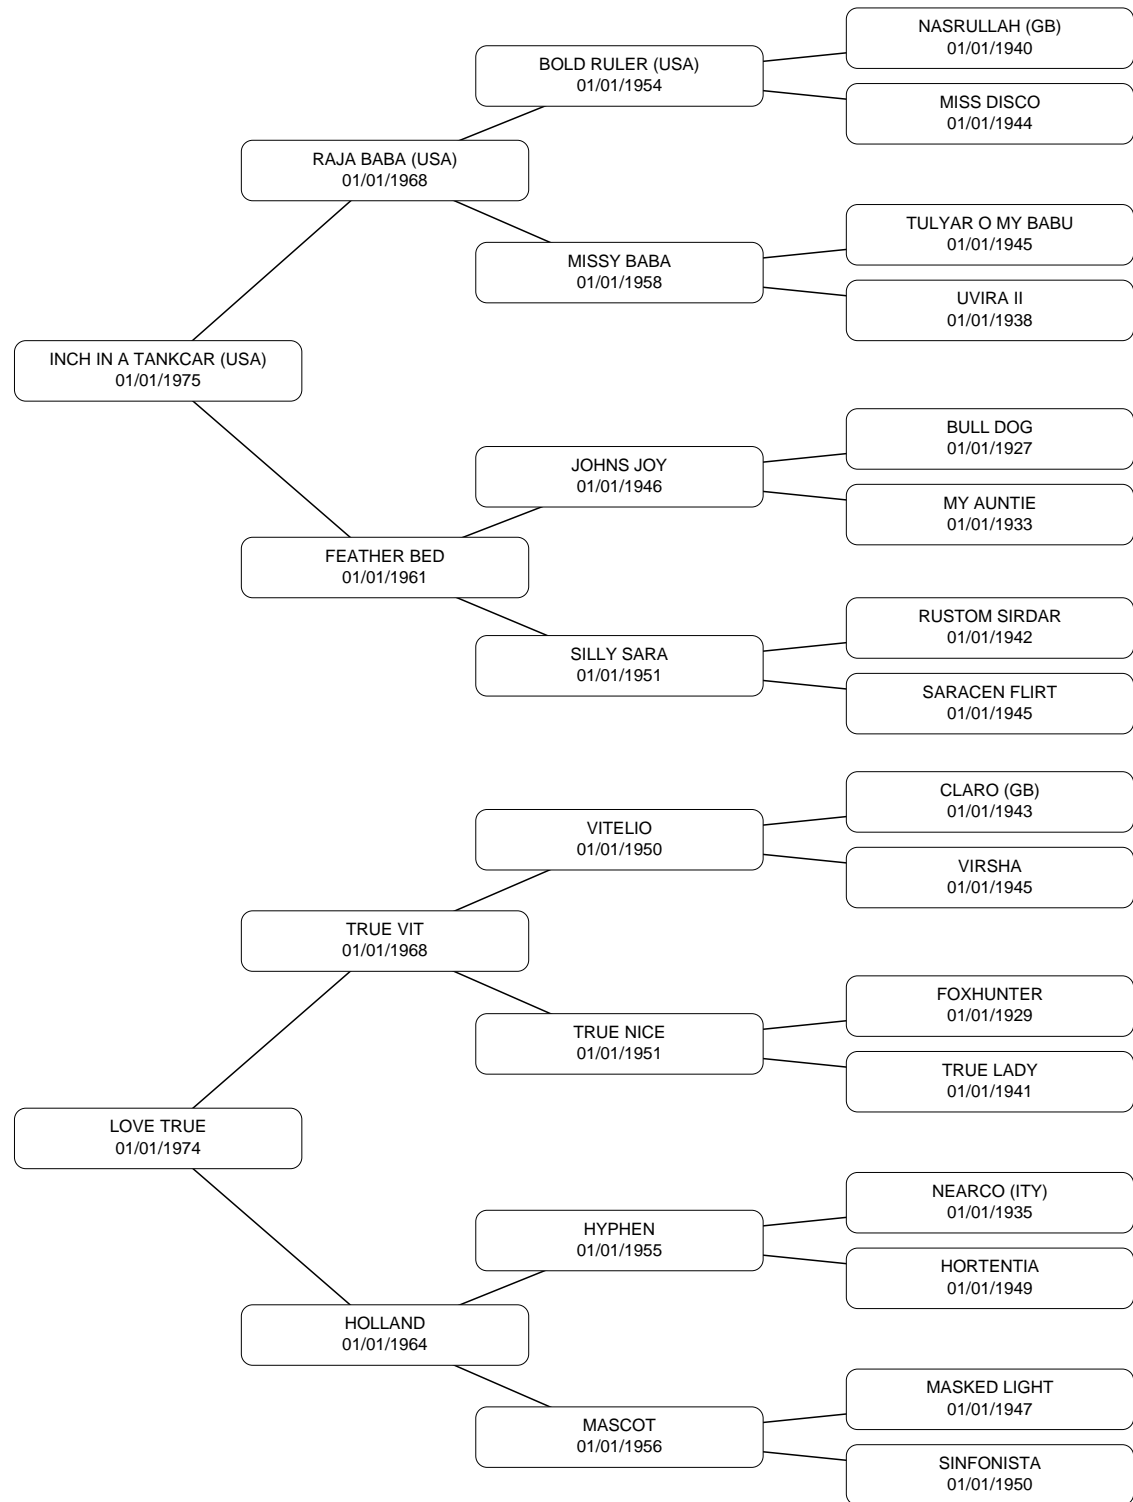 NASRULLAH (GB)
01/01/1940
BOLD RULER (USA)
01/01/1954
MISS DISCO
01/01/1944
RAJA BABA (USA)
01/01/1968
TULYAR O MY BABU
01/01/1945
MISSY BABA
01/01/1958
UVIRA II
01/01/1938
INCH IN A TANKCAR (USA)
01/01/1975
BULL DOG
01/01/1927
JOHNS JOY
01/01/1946
MY AUNTIE
01/01/1933
FEATHER BED
01/01/1961
RUSTOM SIRDAR
01/01/1942
SILLY SARA
01/01/1951
SARACEN FLIRT
01/01/1945
CLARO (GB)
01/01/1943
VITELIO
01/01/1950
VIRSHA
01/01/1945
TRUE VIT
01/01/1968
FOXHUNTER
01/01/1929
TRUE NICE
01/01/1951
TRUE LADY
01/01/1941
LOVE TRUE
01/01/1974
NEARCO (ITY)
01/01/1935
HYPHEN
01/01/1955
HORTENTIA
01/01/1949
HOLLAND
01/01/1964
MASKED LIGHT
01/01/1947
MASCOT
01/01/1956
SINFONISTA
01/01/1950